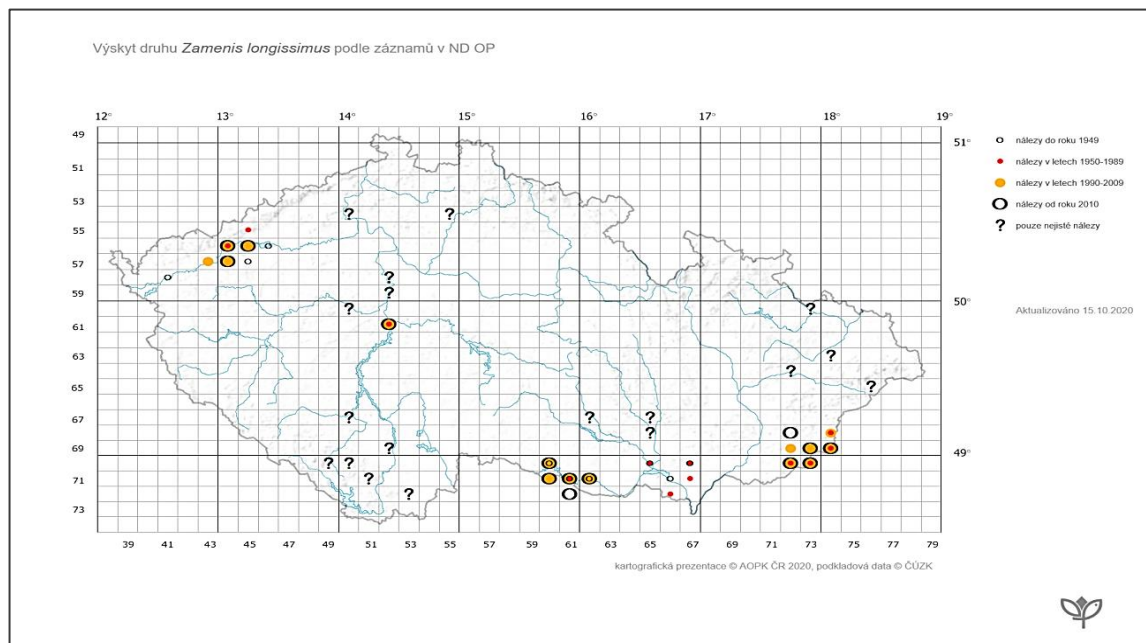 Výskyt druhu Zamenis longissimus podle záznamů v ND OP
12° 13 14 15 16 17 18 19°
49
51°
nálezy do roku 1949
51
nálezy v letech 1950-1989
53
nálezy v letech 1990-2009
? ?
nálezy od roku 2010
55
? pouze nejisté nálezy
57
?
59
?
50°
? ?
Aktualizováno 15.10.2020
61
63
?
?
65
?
67
? ? ?
?
69
?
49°
? ?
71
?
?
73
39 41 43 45 47 49 51 53 55 57 59 61 63 65 67 69 71 73 75 77 79
kartografická prezentace © AOPK ČR 2020, podkladová data © ČÚZK